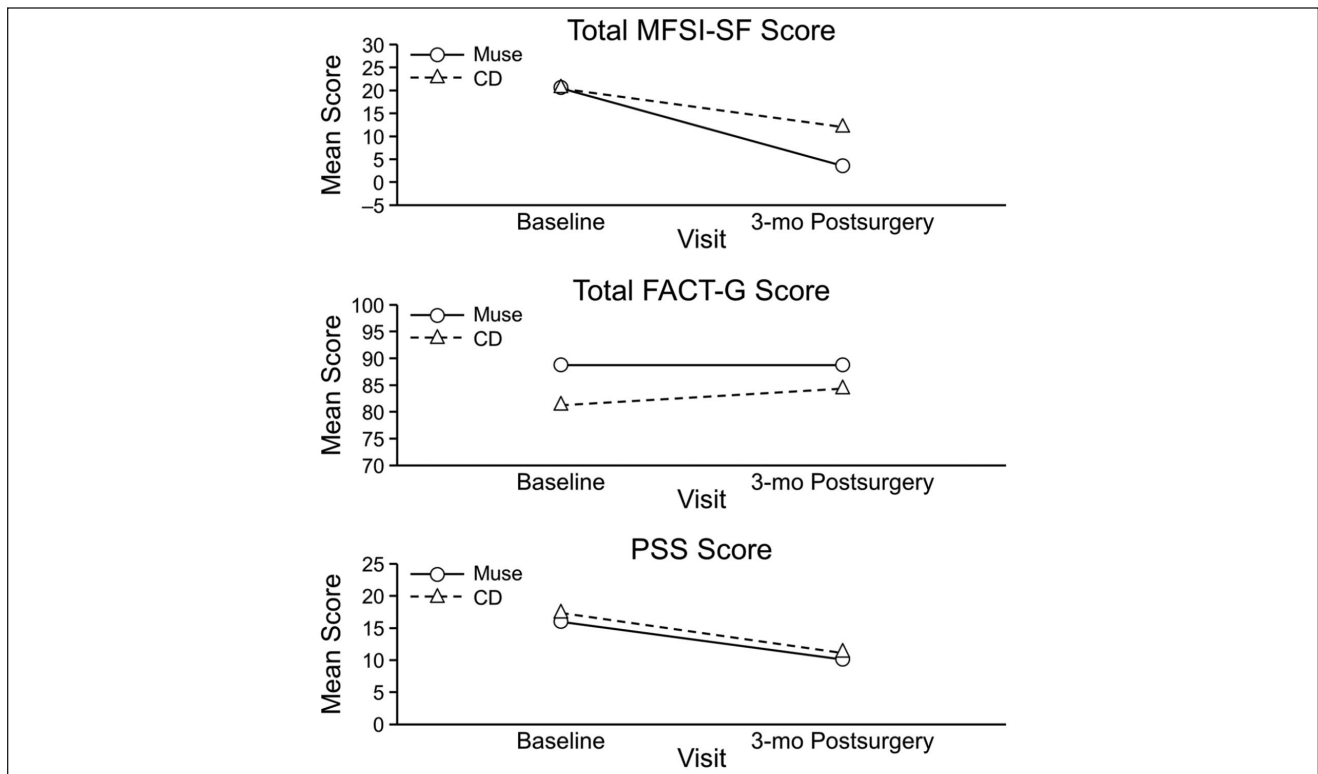 Total MFSI-SF Score
Mean Score
30
25
20
15
10
5
0
–5
Muse
CD
Baseline
3-mo Postsurgery
Visit
Total FACT-G Score
Mean Score
100
95
90
85
80
75
70
Muse
CD
Baseline
3-mo Postsurgery
Visit
PSS Score
Mean Score
25
20
15
10
5
0
Muse
CD
Baseline
3-mo Postsurgery
Visit